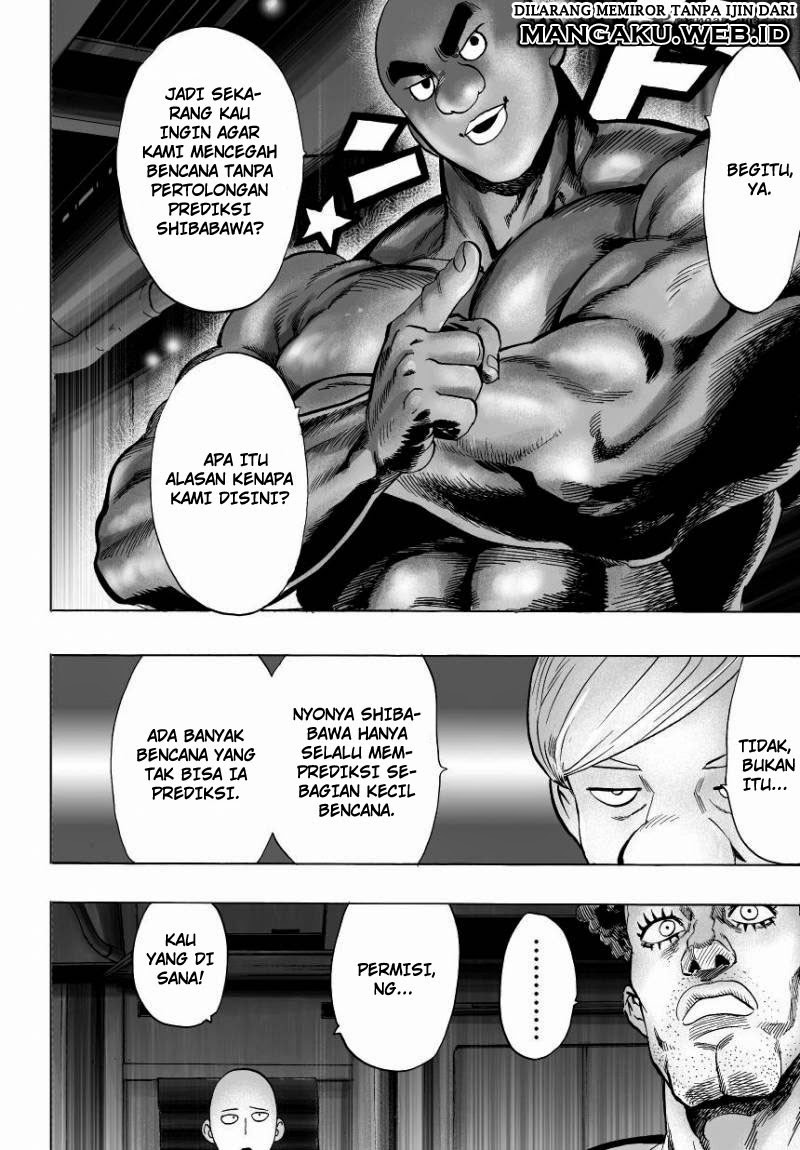 DILARANG MEMIROR TANPA IJIN DARI
MANGAKU.WEB.ID
BEGITU,
YA.
JADI SEKA-
RANG KAU
INGIN AGAR
KAMI MENCEGAH
BENCANA TANPA
PERTOLONGAN
PREDIKSI
SHIBABAWA?
APA ITU
ALASAN KENAPA
KAMI DISINI?
TIDAK,
BUKAN
ITU...
NYONYA SHIBA-
BAWA HANYA
SELALU MEM-
PREDIKSI SE-
BAGIAN KECIL
BENCANA.
ADA BANYAK
BENCANA YANG
TAK BISA IA
PREDIKSI.
.........
PERMISI,
NG...
KAU
YANG DI
SANA!